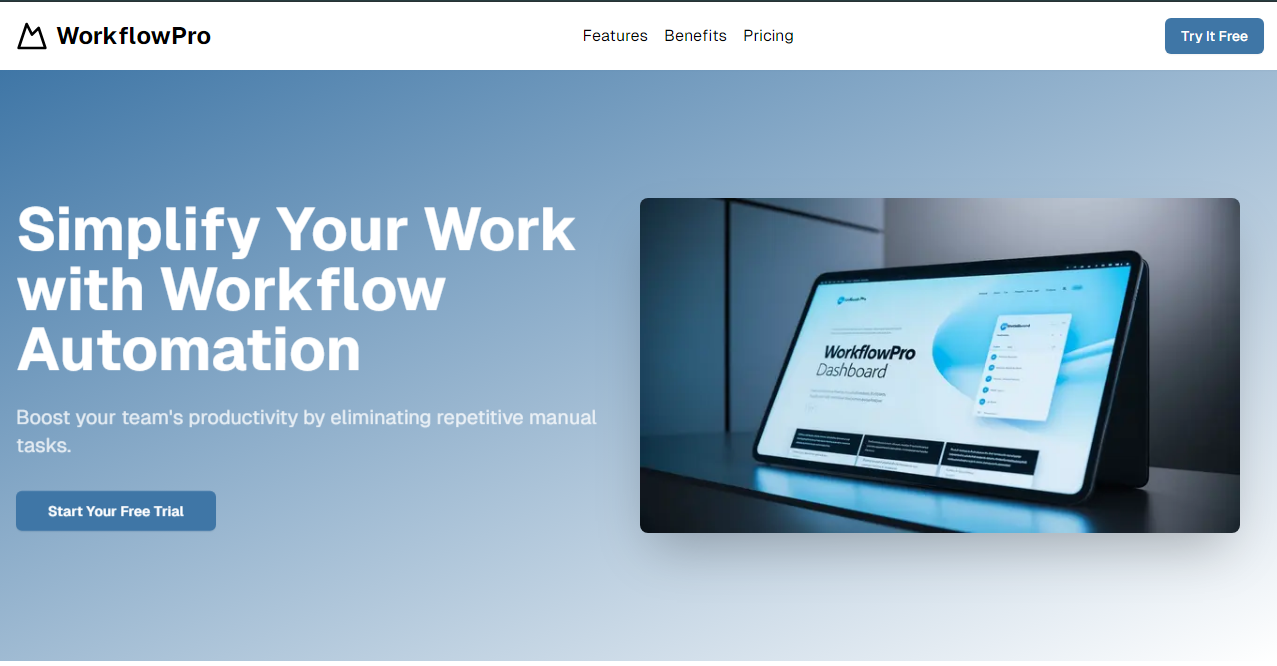 WorkflowPro
Features Benefits Pricing
Try It Free
Simplify Your Work
with Workflow
Automation
Boost your team's productivity by eliminating repetitive manual
tasks.
Start Your Free Trial
WorkflowPro
Dashboard